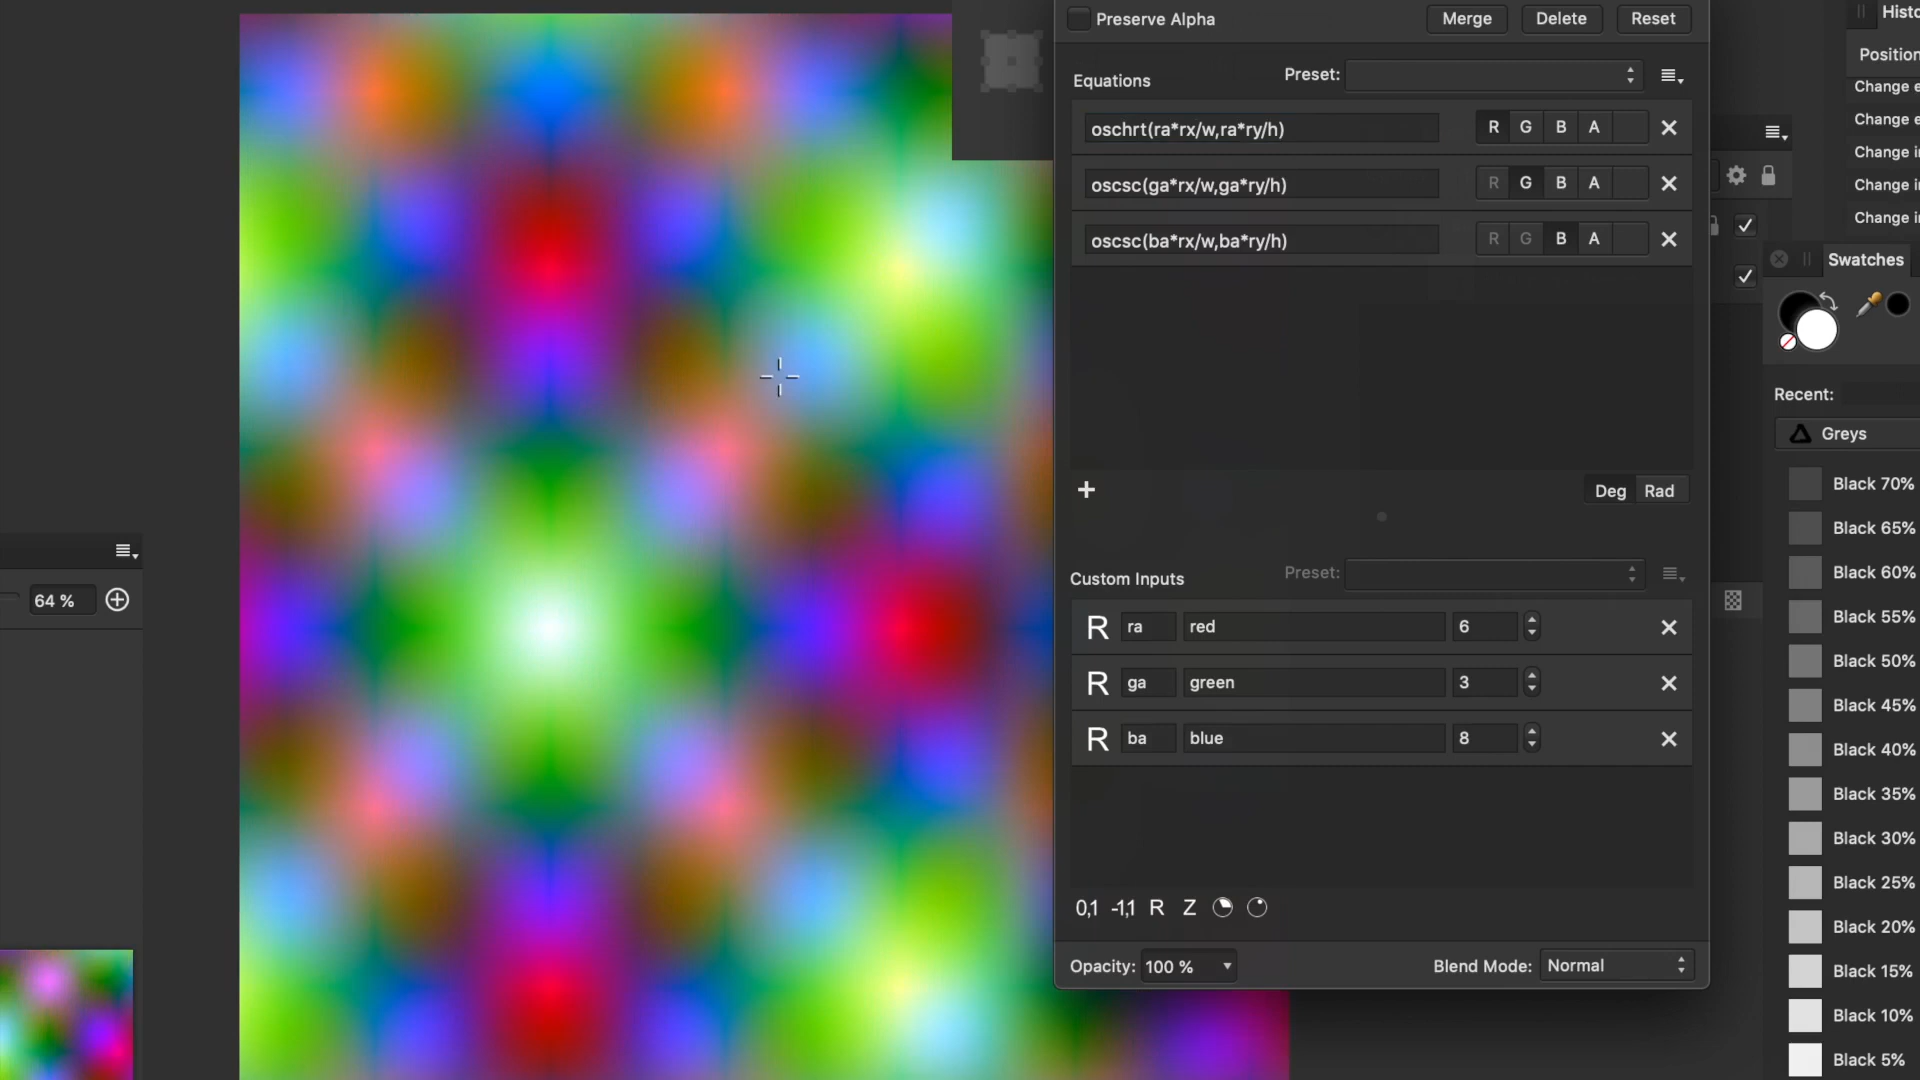 Preserve Alpha
Merge
Delete
Reset
Equations
Preset:
oschrt(ra*rx/w,ra*ry/h)
R G B A
oscsc(ga*rx/w,ga*ry/h)
R G B A
oscsc(ba*rx/w,ba*ry/h)
R G B A
Deg Rad
Custom Inputs
Preset:
R ra red 6
R ga green 3
R ba blue 8
0,1 -1,1 R Z
Opacity: 100 %
Blend Mode: Normal
64 %
Histo
Position
Change e
Change e
Change in
Change in
Change in
Swatches
Recent:
Greys
Black 70%
Black 65%
Black 60%
Black 55%
Black 50%
Black 45%
Black 40%
Black 35%
Black 30%
Black 25%
Black 20%
Black 15%
Black 10%
Black 5%